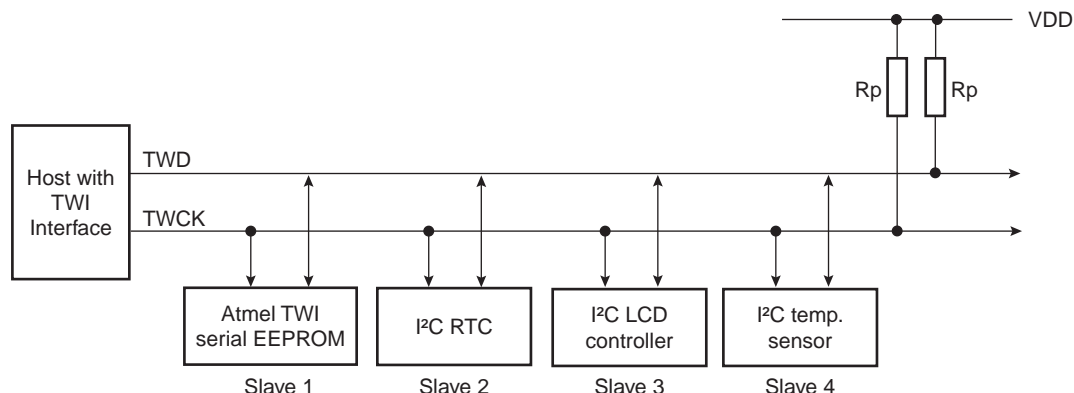 VDD
Rp
Rp
Host with
TWI
Interface
TWD
TWCK
Atmel TWI
serial EEPROM
I²C RTC
I²C LCD
controller
I²C temp.
sensor
Slave 1
Slave 2
Slave 3
Slave 4